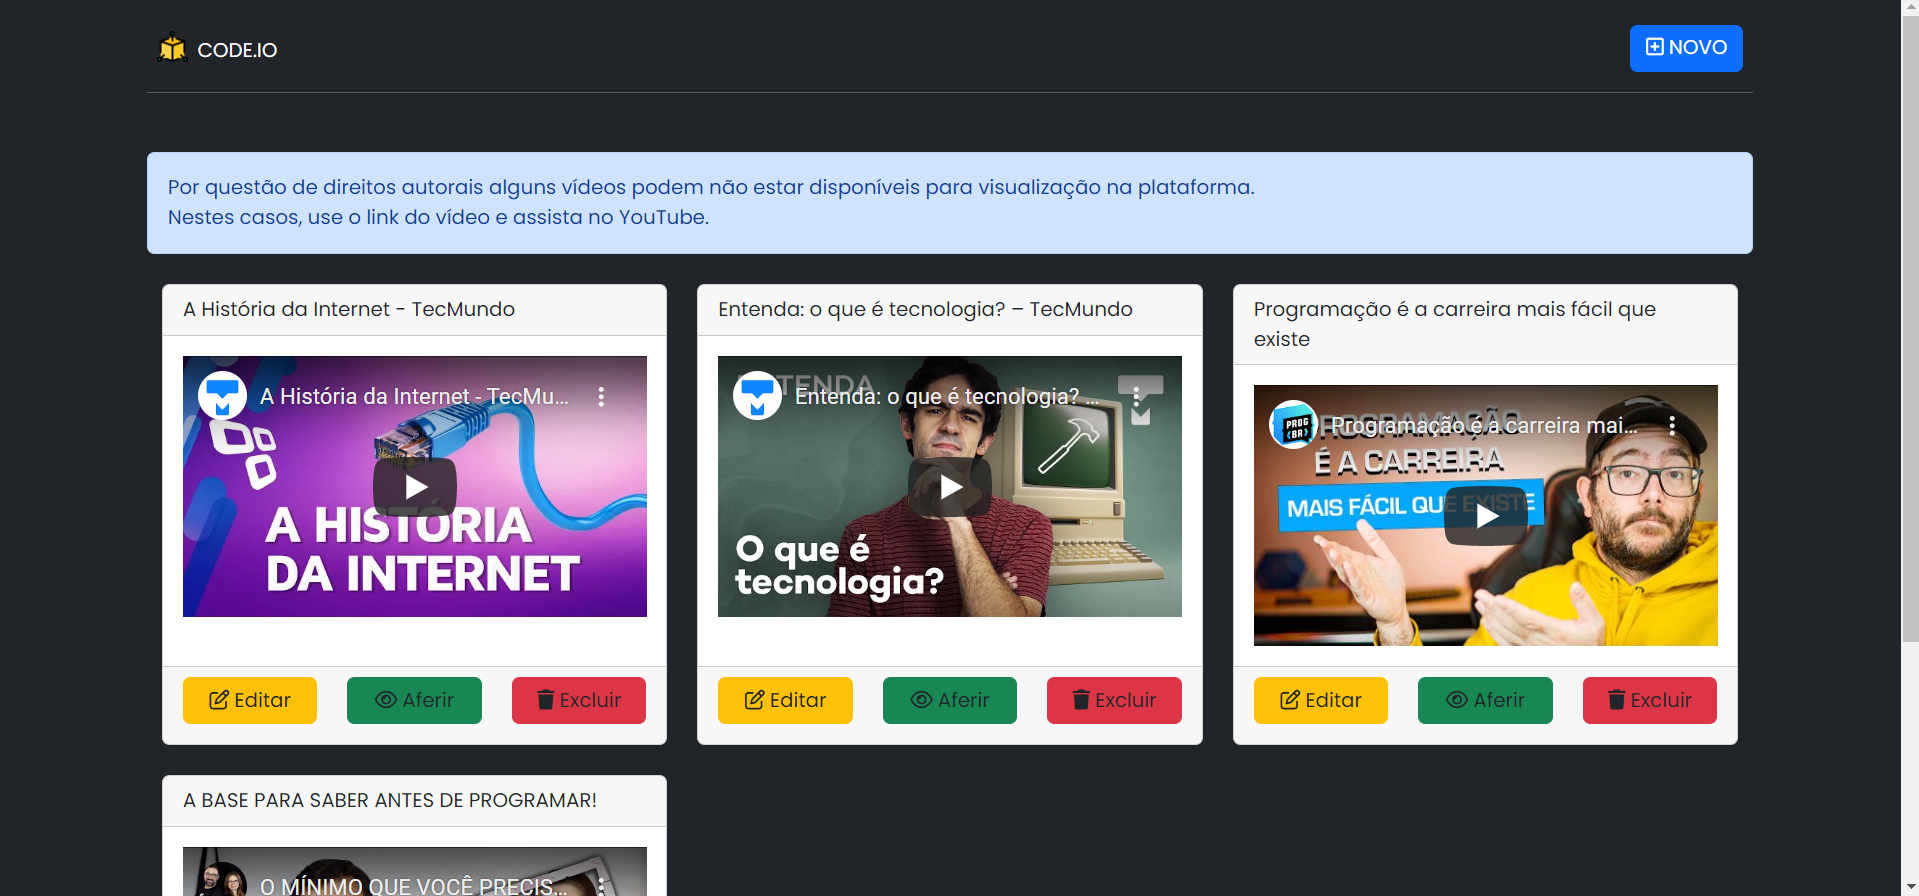 CODE.IO
NOVO
Por questão de direitos autorais alguns vídeos podem não estar disponíveis para visualização na plataforma.
Nestes casos, use o link do vídeo e assista no YouTube.
A História da Internet - TecMundo
A História da Internet - TecMu...
A HISTÓRIA
DA INTERNET
Editar
Aferir
Excluir
Entenda: o que é tecnologia? – TecMundo
ENTENDA
Entenda: o que é tecnologia? ...
O que é
tecnologia?
Editar
Aferir
Excluir
Programação é a carreira mais fácil que
existe
PROG
{BR}
PROGRAMAÇÃO
Programação é a carreira mai...
É A CARREIRA
MAIS FÁCIL QUE EXISTE
Editar
Aferir
Excluir
A BASE PARA SABER ANTES DE PROGRAMAR!
O MÍNIMO QUE VOCÊ PRECIS...